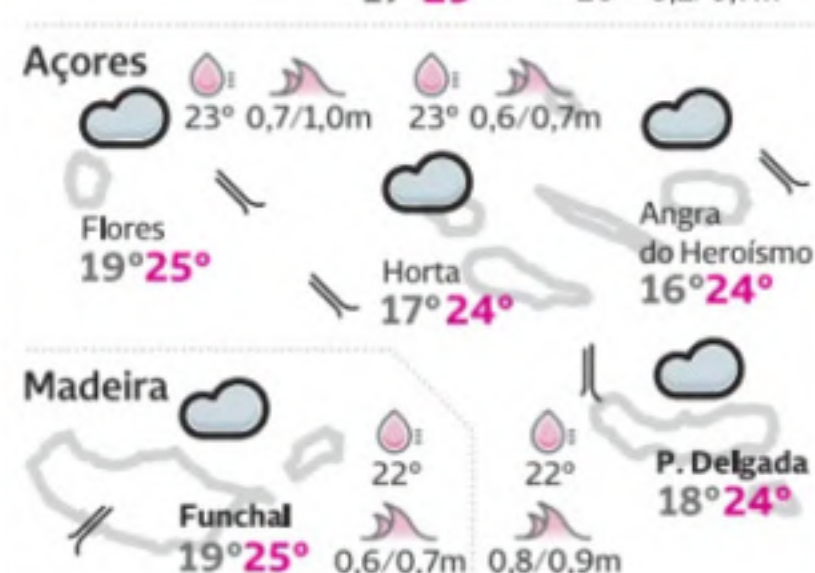 Açores
23° 0,7/1,0m 23° 0,6/0,7m
Flores
19° 25°
Horta
17° 24°
Angra
do Heroísmo
16° 24°
Madeira
22°
0,6/0,7m
Funchal
19° 25°
22°
0,8/0,9m
P. Delgada
18° 24°